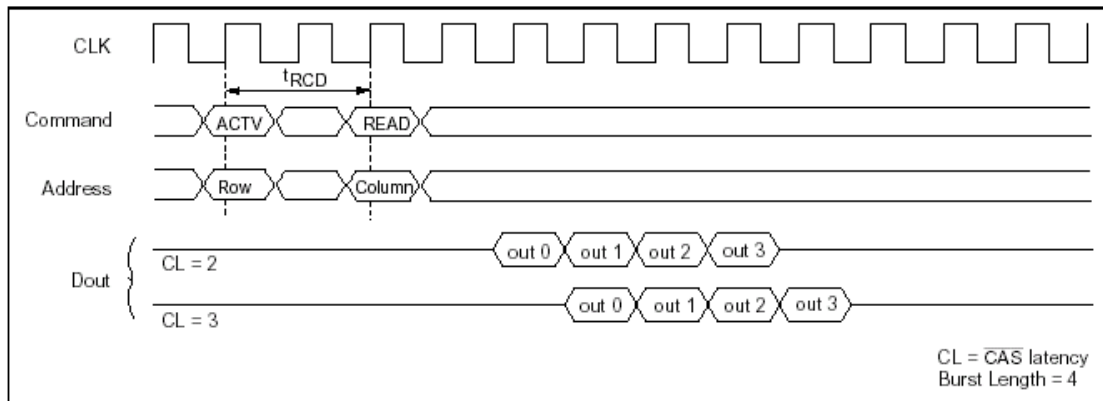 CLK
tRCD
Command ACTV READ
Address Row Column
Dout
CL = 2 out 0 out 1 out 2 out 3
CL = 3 out 0 out 1 out 2 out 3
CL = C̅A̅S̅ latency
Burst Length = 4